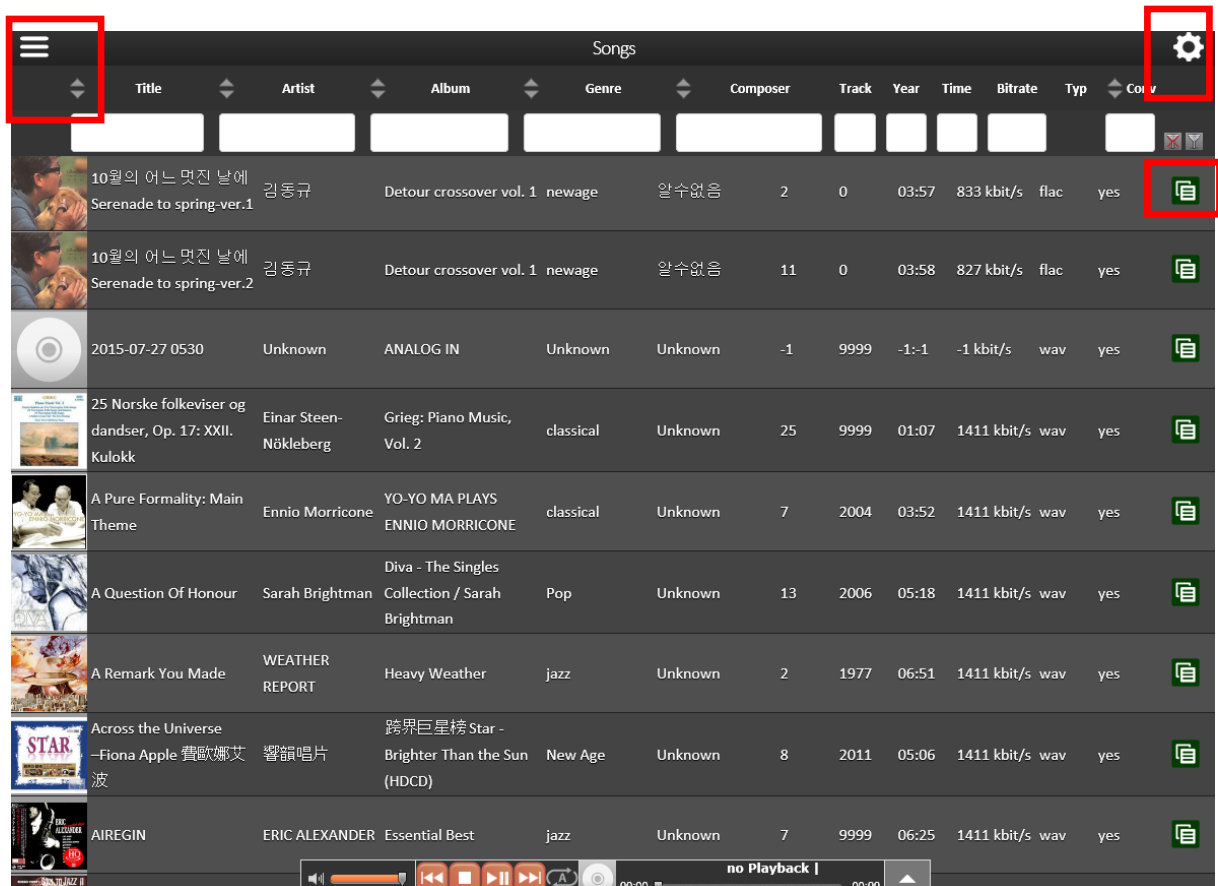 Songs
Title Artist Album Genre Composer Track Year Time Bitrate Typ Conv
10월의 어느 멋진 날에
Serenade to spring-ver.1
김동규 Detour crossover vol. 1 newage 알수없음 2 0 03:57 833 kbit/s flac yes
10월의 어느 멋진 날에
Serenade to spring-ver.2
김동규 Detour crossover vol. 1 newage 알수없음 11 0 03:58 827 kbit/s flac yes
2015-07-27 0530 Unknown ANALOG IN Unknown Unknown -1 9999 -1:-1 -1 kbit/s wav yes
25 Norske folkeviser og
dandser, Op. 17: XXII.
Kulokk
Einar Steen-
Nökleberg
Grieg: Piano Music,
Vol. 2
classical Unknown 25 9999 01:07 1411 kbit/s wav yes
A Pure Formality: Main
Theme
Ennio Morricone
YO-YO MA PLAYS
ENNIO MORRICONE
classical Unknown 7 2004 03:52 1411 kbit/s wav yes
DIVA
A Question Of Honour Sarah Brightman
Diva - The Singles
Collection / Sarah
Brightman
Pop Unknown 13 2006 05:18 1411 kbit/s wav yes
A Remark You Made
WEATHER
REPORT
Heavy Weather jazz Unknown 2 1977 06:51 1411 kbit/s wav yes
STAR
Across the Universe
–Fiona Apple 費歐娜艾
波
響韻唱片
跨界巨星榜 Star -
Brighter Than the Sun
(HDCD)
New Age Unknown 8 2011 05:06 1411 kbit/s wav yes
ERIC
ALEXANDER
HQ
AIREGIN ERIC ALEXANDER Essential Best jazz Unknown 7 9999 06:25 1411 kbit/s wav yes
A
no Playback |
00:00 00:00